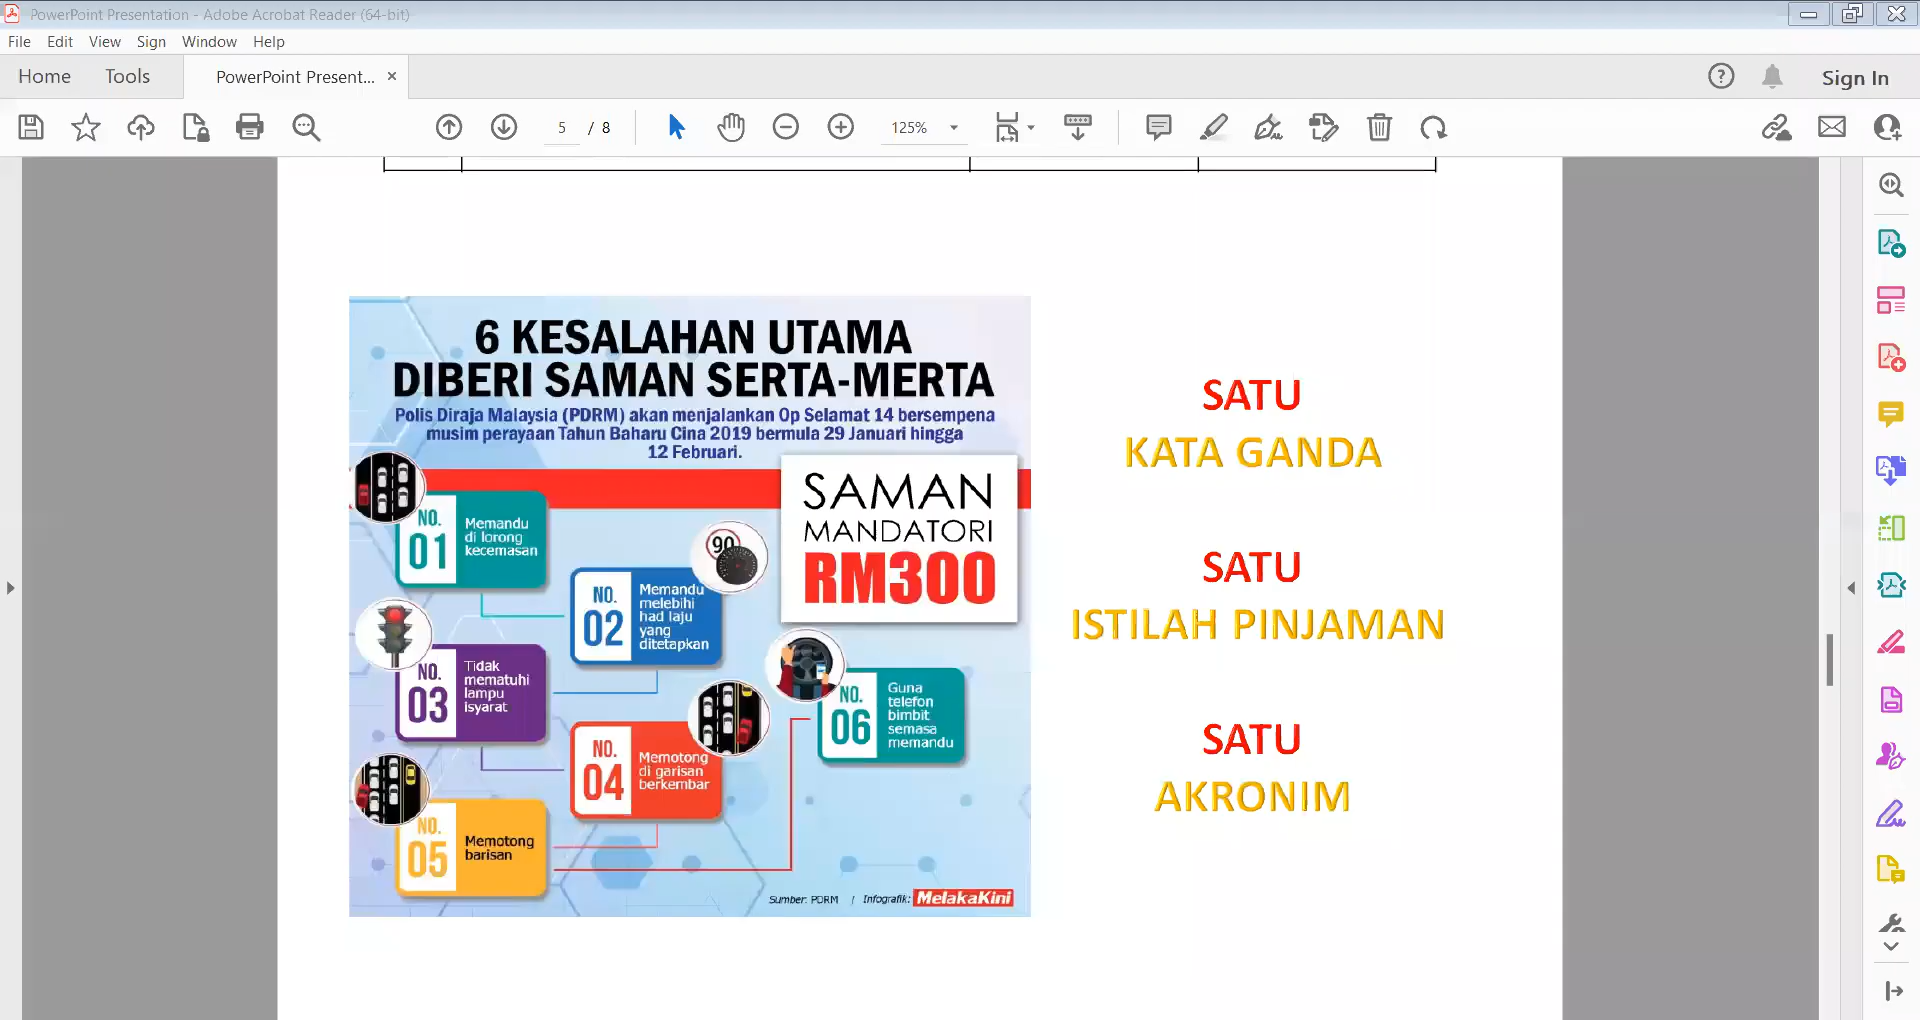 PowerPoint Presentation - Adobe Acrobat Reader (64-bit)
File Edit View Sign Window Help
Home Tools PowerPoint Present... × Sign In
5 / 8 125%
6 KESALAHAN UTAMA
DIBERI SAMAN SERTA-MERTA
Polis Diraja Malaysia (PDRM) akan menjalankan Op Selamat 14 bersempena
musim perayaan Tahun Baharu Cina 2019 bermula 29 Januari hingga
12 Februari.
SAMAN
MANDATORI
RM300
NO.
01
Memandu
di lorong
kecemasan
90
NO.
02
Memandu
melebihi
had laju
yang
ditetapkan
NO.
03
Tidak
mematuhi
lampu
isyarat
NO.
04
Memotong
di garisan
berkembar
NO.
05
Memotong
barisan
NO.
06
Guna
telefon
bimbit
semasa
memandu
Sumber: PDRM / Infografik: MelakaKini
SATU
KATA GANDA
SATU
ISTILAH PINJAMAN
SATU
AKRONIM